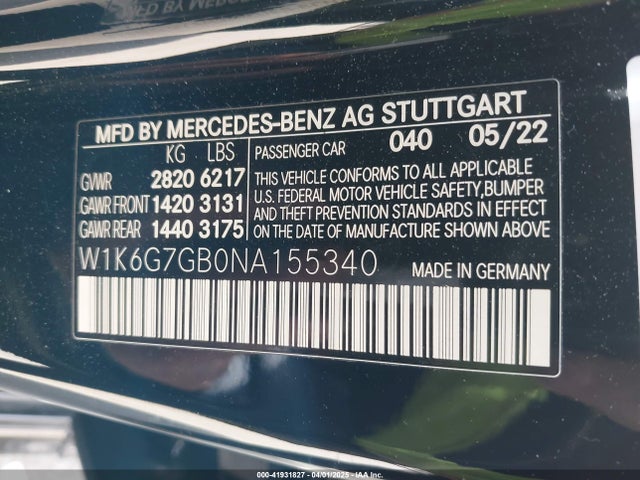 MFD BY MERCEDES-BENZ AG STUTTGART
KG LBS PASSENGER CAR 040 05/22
GVWR 2820 6217
GAWR FRONT 1420 3131
GAWR REAR 1440 3175
THIS VEHICLE CONFORMS TO ALL APPLICABLE
U.S. FEDERAL MOTOR VEHICLE SAFETY,BUMPER
AND THEFT PREVENTION STANDARDS IN EFFECT
ON THE DATE OF MANUFACTURE SHOWN ABOVE.
W1K6G7GB0NA155340 MADE IN GERMANY
000-41931827 - 04/01/2025 - IAAI, Inc.